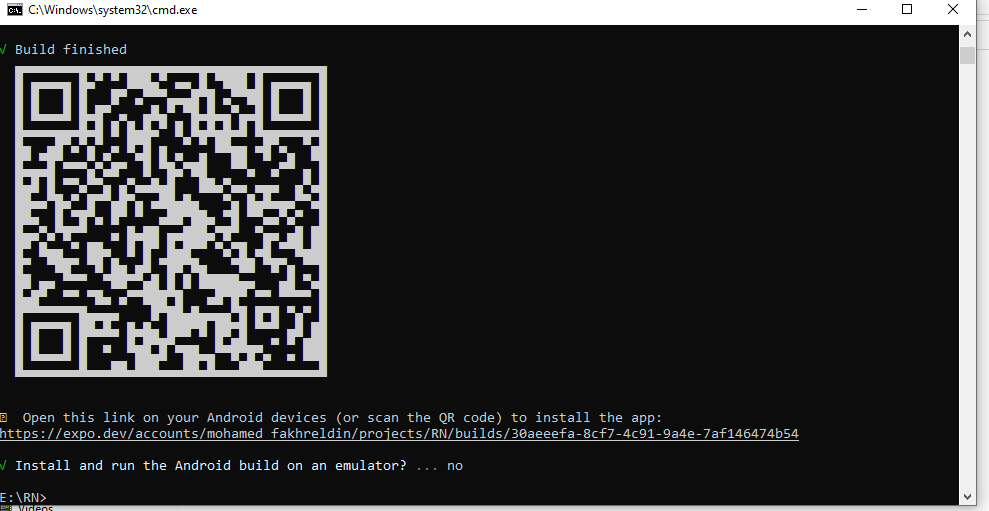 C:\Windows\system32\cmd.exe
√ Build finished
Open this link on your Android devices (or scan the QR code) to install the app:
https://expo.dev/accounts/mohamed_fakhreldin/projects/RN/builds/30aeeefa-8cf7-4c91-9a4e-7af146474b54
√ Install and run the Android build on an emulator? ... no
E:\RN>
Videos